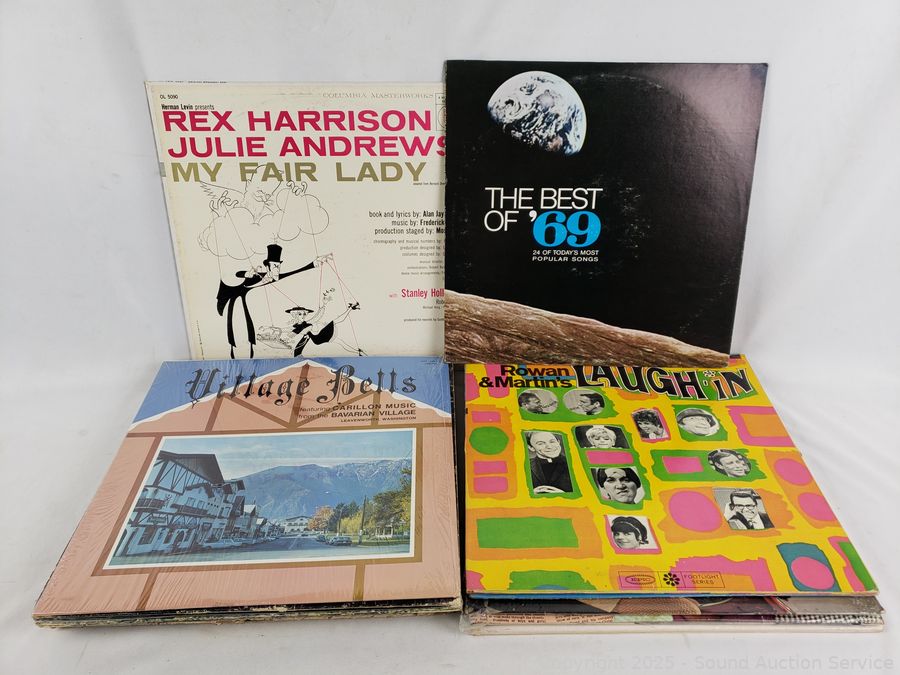 OL 5090
COLUMBIA MASTERWORKS
Herman Levin presents
REX HARRISON
JULIE ANDREWS
MY FAIR LADY
book and lyrics by: Alan Jay
music by: Frederick
production staged by: Mos
with Stanley Holl
THE BEST
OF '69
24 OF TODAY'S MOST
POPULAR SONGS
Village Bells
featuring CARILLON MUSIC
from the BAVARIAN VILLAGE
LEAVENWORTH, WASHINGTON
Rowan
& Martin's LAUGH-IN
EPIC
FOOTLIGHT
SERIES
Copyright 2025 - Sound Auction Service